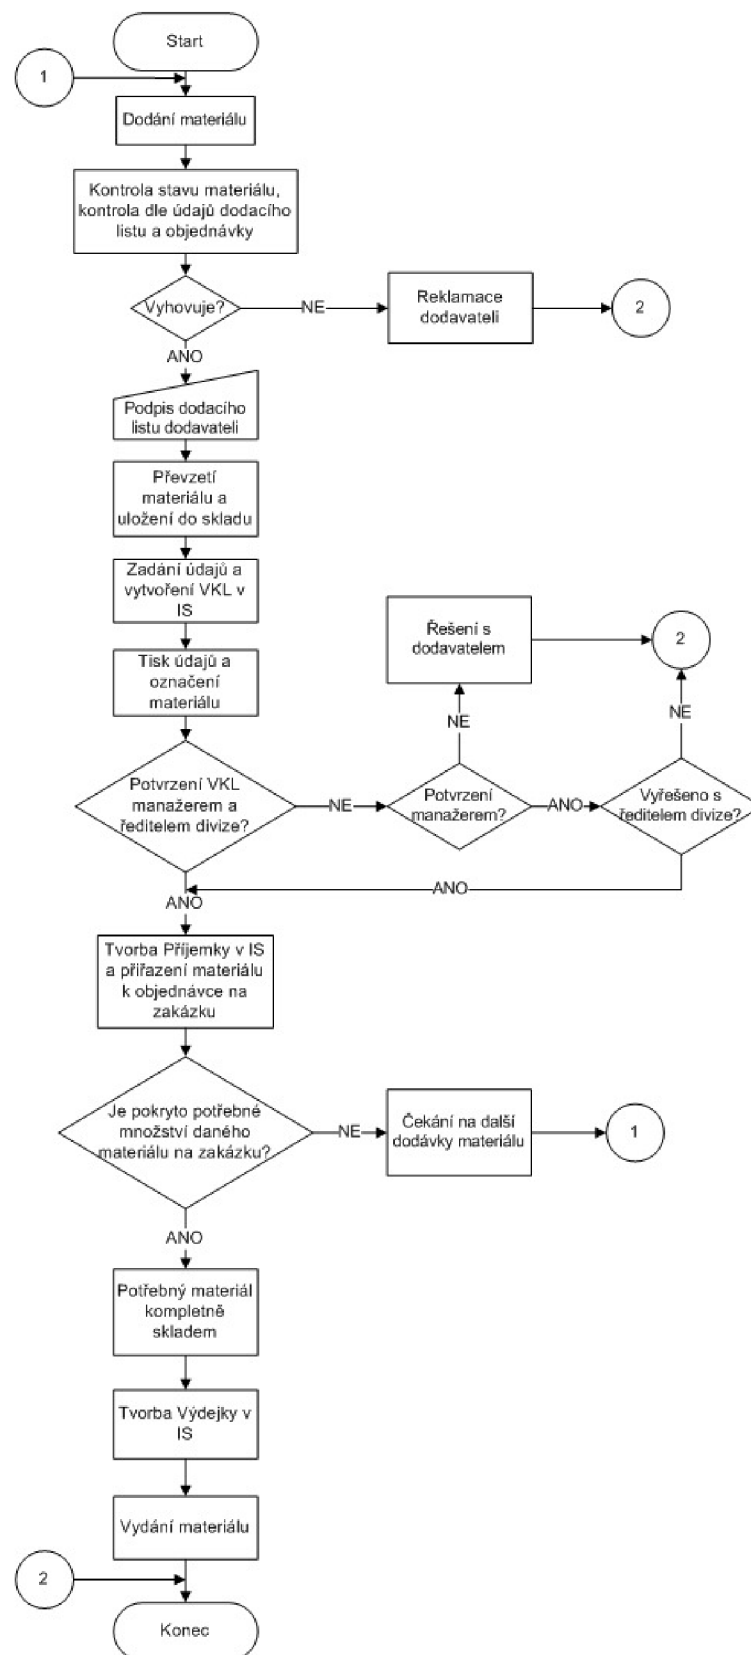 Start
1
Dodání materiálu
Kontrola stavu materiálu,
kontrola dle údajů dodacího
listu a objednávky
Vyhovuje?
NE
Reklamace
dodavateli
2
ANO
Podpis dodacího
listu dodavateli
Převzetí
materiálu a
uložení do skladu
Zadání údajů a
vytvoření VKL v
IS
Řešení s
dodavatelem
2
Tisk údajů a
označení
materiálu
NE
NE
Potvrzení VKL
manažerem a
ředitelem divize?
NE
Potvrzení
manažerem?
ANO
Vyřešeno s
ředitelem divize?
ANO
ANO
Tvorba Příjemky v IS
a přiřazení materiálu
k objednávce na
zakázku
Je pokryto potřebné
množství daného
materiálu na zakázku?
NE
Čekání na další
dodávky materiálu
1
ANO
Potřebný materiál
kompletně
skladem
Tvorba Výdejky v
IS
Vydání materiálu
2
Konec